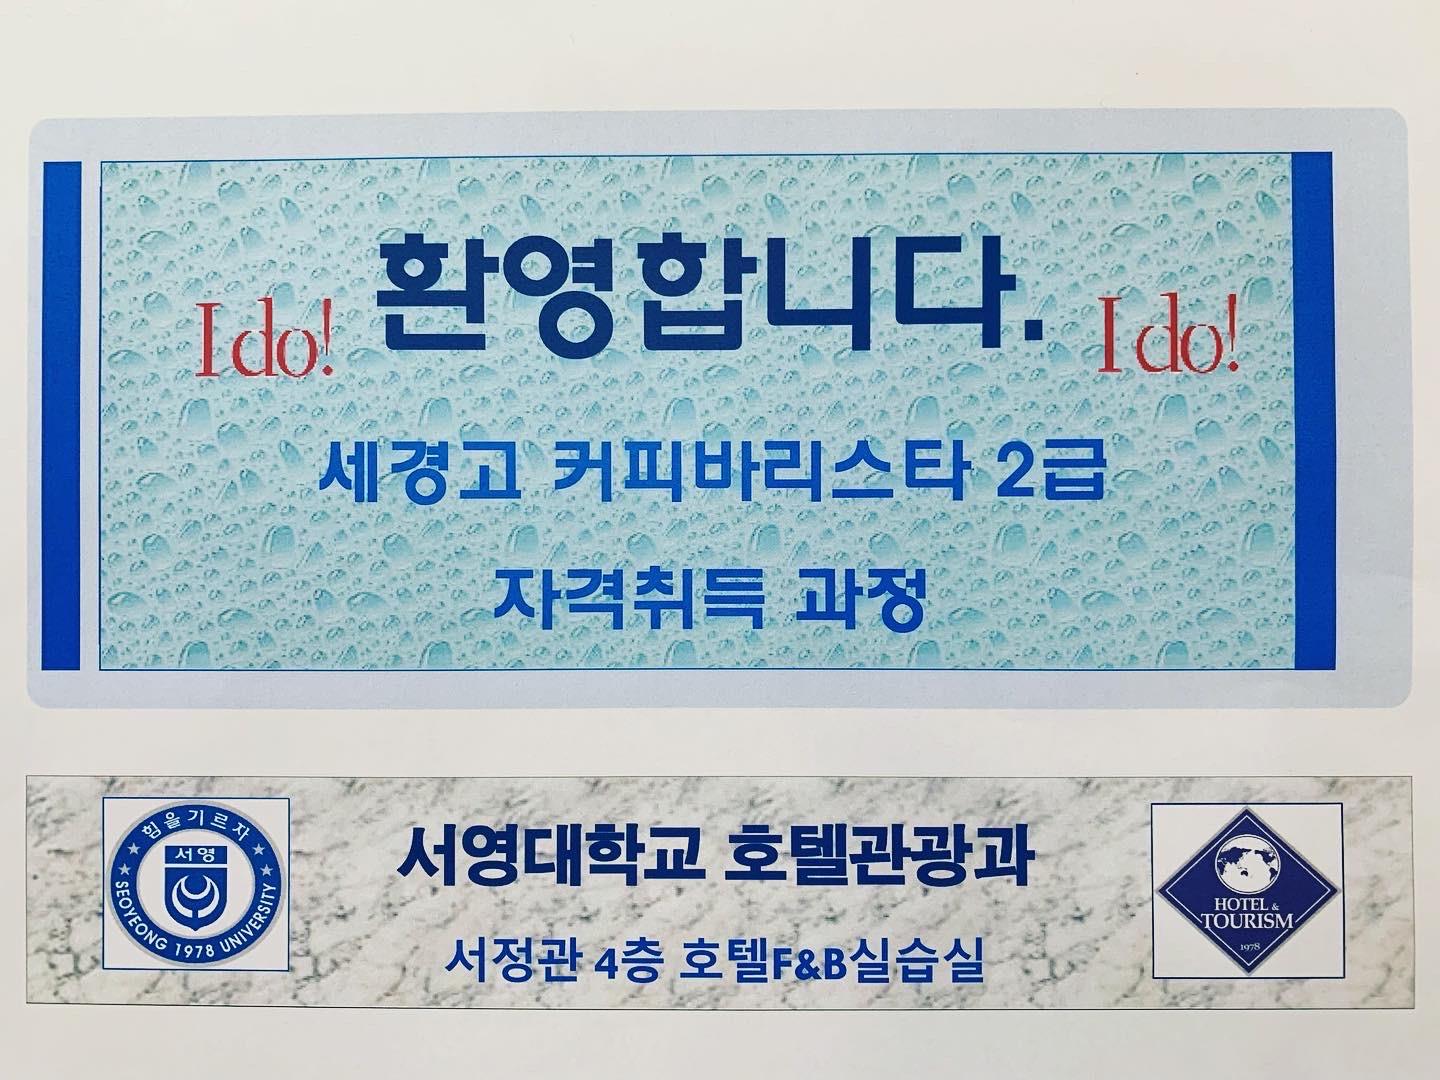 환영합니다.
I do!
I do!
세경고 커피바리스타 2급
자격취득 과정
힘을기르자
서영
SEOYEONG 1978 UNIVERSITY
서영대학교 호텔관광과
서정관 4층 호텔F&B실습실
HOTEL &
TOURISM
1978